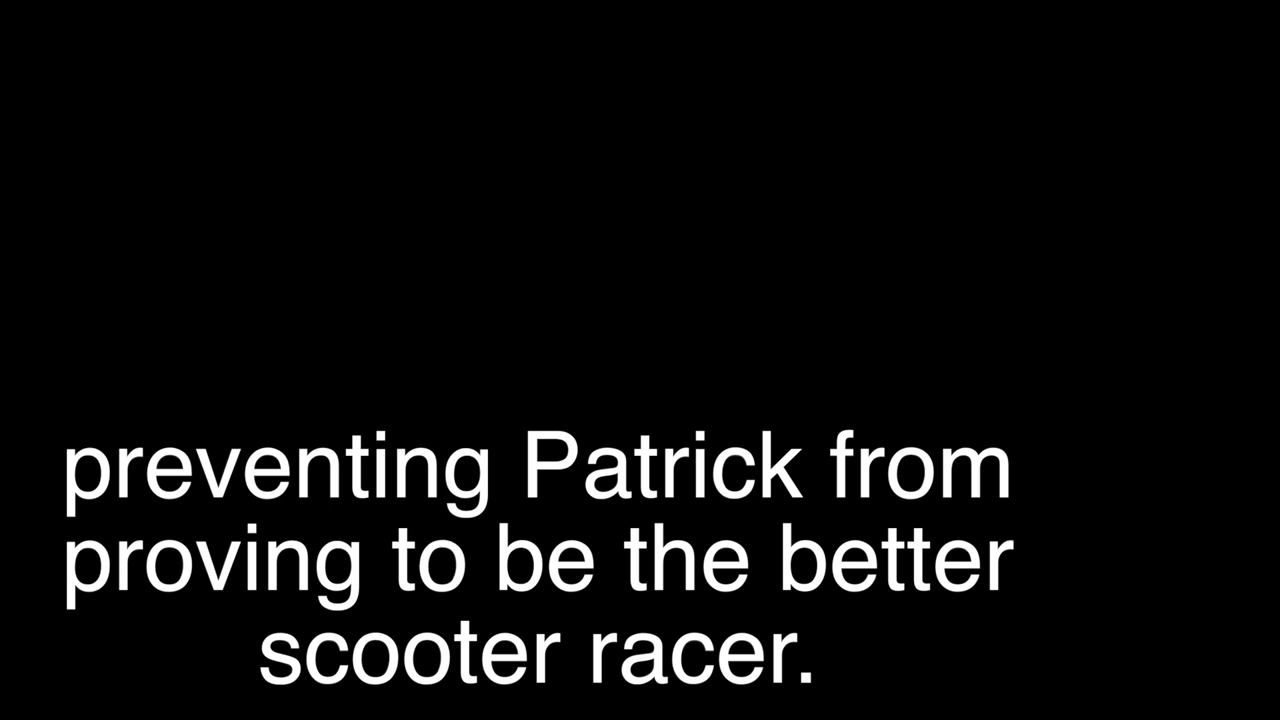 preventing Patrick from
proving to be the better
scooter racer.